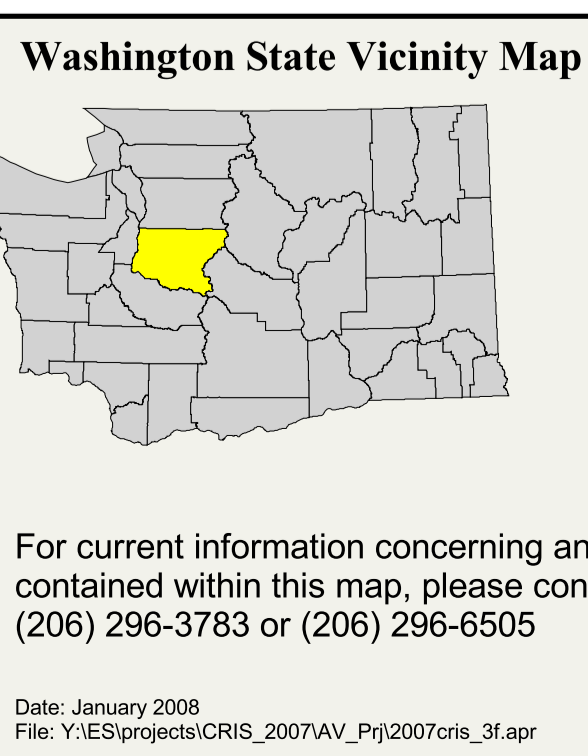 Washington State Vicinity Map
For current information concerning an
contained within this map, please con
(206) 296-3783 or (206) 296-6505
Date: January 2008
File: Y:\ES\projects\CRIS_2007\AV_Prj\2007cris_3f.apr